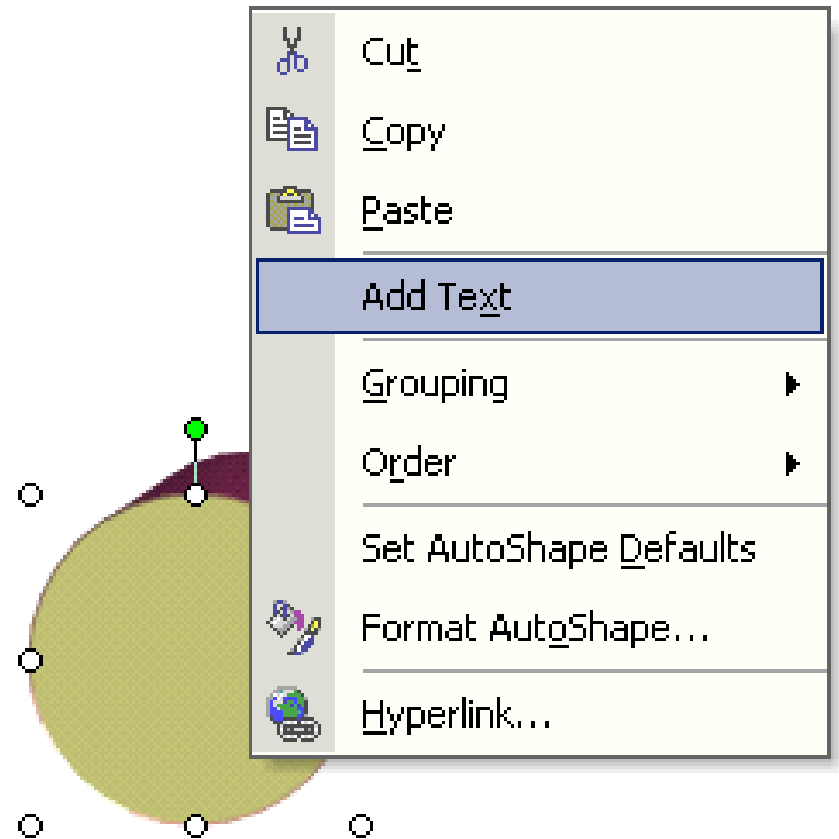 Cut
Copy
Paste
Add Text
Grouping
Order
Set AutoShape Defaults
Format AutoShape...
Hyperlink...